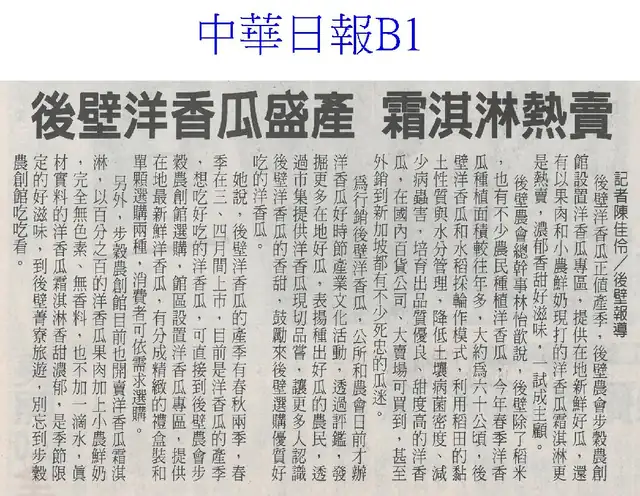 中華日報B1
後壁洋香瓜盛產 霜淇淋熱賣
記者陳佳伶/後壁報導
後壁洋香瓜正值產季,後壁農會步穀農創
館設置洋香瓜專區,提供在地新鮮好瓜,還
有以果肉和小農鮮奶現打的洋香瓜霜淇淋更
是熱賣,濃郁香甜好滋味,一試成主顧。
後壁農會總幹事林怡歆說,後壁除了稻米
,也有不少農民種植洋香瓜,今年春季洋香
瓜種植面積較往年多,大約為六十公頃,後
壁洋香瓜和水稻採輪作模式,利用稻田的黏
土性質與水分管理,降低土壤病菌密度、減
少病蟲害,培育出品質優良、甜度高的洋香
瓜,在國內百貨公司、大賣場可買到,甚至
外銷到新加坡都有不少死忠的瓜迷。
為行銷後壁洋香瓜,公所和農會日前才辦
洋香瓜好時節產業文化活動,透過評鑑,發
掘更多在地好瓜,表揚種出好瓜的農民,透
過市集提供洋香瓜現切品嘗,讓更多人認識
後壁洋香瓜的香甜,鼓勵來後壁選購優質好
吃的洋香瓜。
她說,後壁洋香瓜的產季有春秋兩季,春
季在三、四月間上市,目前是洋香瓜的產季
,想吃好吃的洋香瓜,可直接到後壁農會步
穀農創館選購,館區設置洋香瓜專區,提供
在地最新鮮洋香瓜,有分成精緻的禮盒裝和
單顆選購兩種,消費者可依需求選購。
另外,步穀農創館目前也開賣洋香瓜霜淇
淋,以百分之百的洋香瓜果肉加上小農鮮奶
,完全無色素、無香料,也不加一滴水,真
材實料的洋香瓜霜淇淋香甜濃郁,是季節限
定的好滋味,到後壁菁寮旅遊,別忘到步穀
農創館吃吃看。